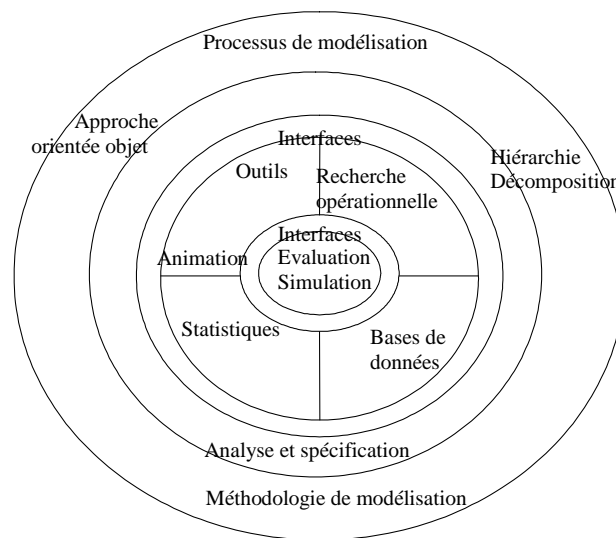 Processus de modélisation
Approche
orientée objet
Interfaces
Hiérarchie
Décomposition
Outils
Recherche
opérationnelle
Interfaces
Animation
Evaluation
Simulation
Statistiques
Bases de
données
Analyse et spécification
Méthodologie de modélisation